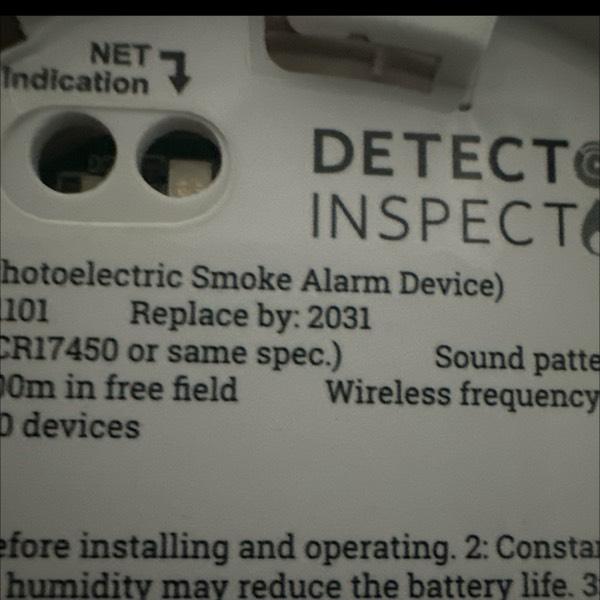 NET
Indication
DETECT
INSPECT
hotoelectric Smoke Alarm Device)
101 Replace by: 2031
CR17450 or same spec.) Sound patte
00m in free field Wireless frequency
0 devices
efore installing and operating. 2: Constan
humidity may reduce the battery life. 3